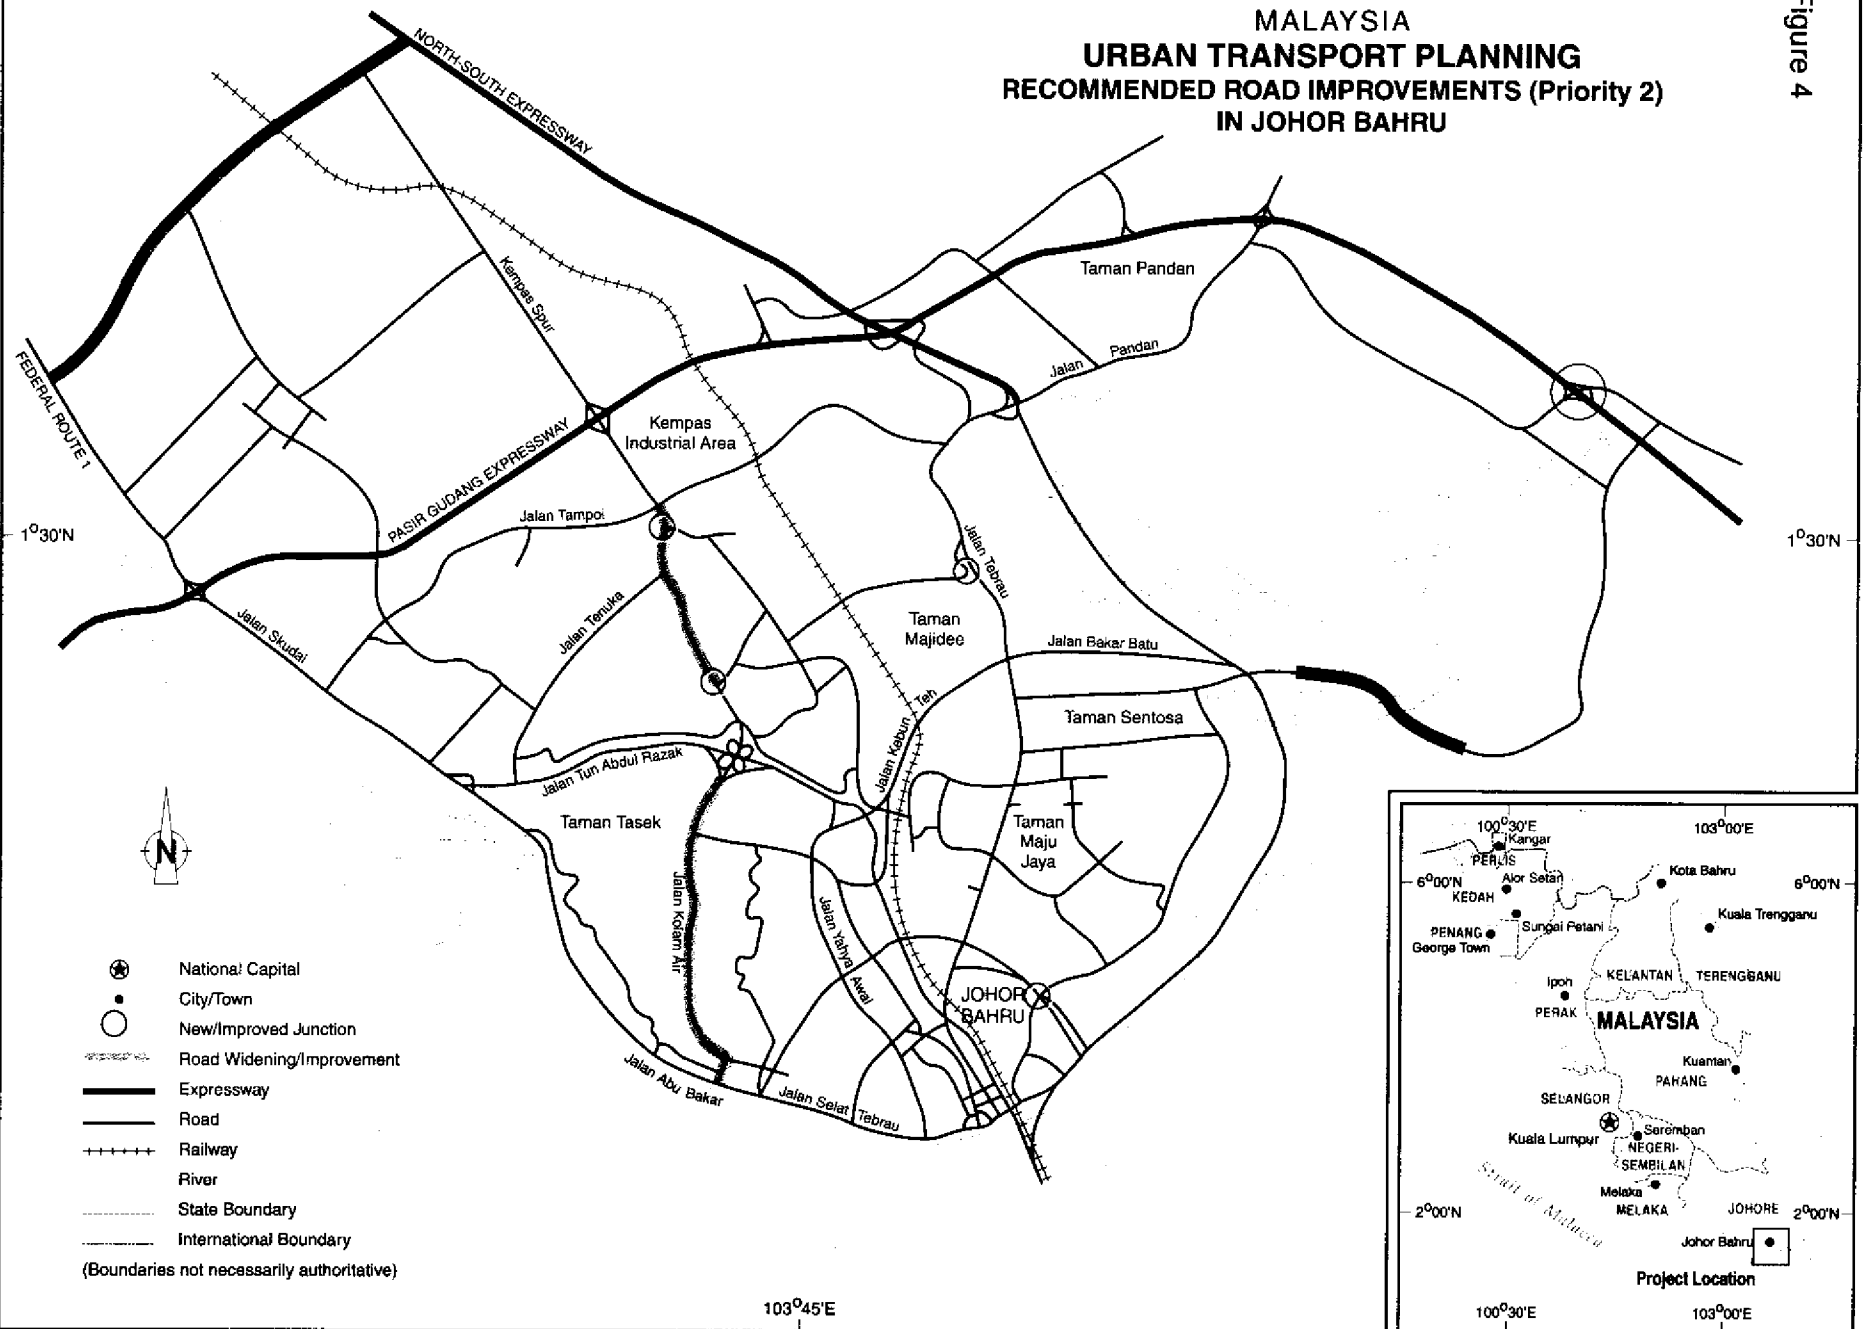 Figure 4
MALAYSIA
URBAN TRANSPORT PLANNING
RECOMMENDED ROAD IMPROVEMENTS (Priority 2)
IN JOHOR BAHRU
NORTH-SOUTH EXPRESSWAY
Kempas Spur
Taman Pandan
Jalan Pandan
FEDERAL ROUTE 1
Kempas
Industrial Area
PASIR GUDANG EXPRESSWAY
Jalan Tampoi
1°30'N
1°30'N
Jalan Tebrau
Jalan Tenuka
Jalan Skudai
Taman
Majidee
Jalan Bakar Batu
Jalan Kebun Teh
Taman Sentosa
Jalan Tun Abdul Razak
Taman Tasek
Taman
Maju
Jaya
Jalan Kolam Air
Jalan Yahya Awal
JOHOR
BAHRU
Jalan Abu Bakar
Jalan Selat Tebrau
N
National Capital
City/Town
New/Improved Junction
Road Widening/Improvement
Expressway
Road
Railway
River
State Boundary
International Boundary
(Boundaries not necessarily authoritative)
103°45'E
100°30'E
103°00'E
Kangar
PERLIS
6°00'N
Alor Setar
KEDAH
Kota Bahru
6°00'N
Kuala Trengganu
PENANG
George Town
Sungai Petani
KELANTAN
TERENGGANU
Ipoh
PERAK
MALAYSIA
Kuantan
PAHANG
SELANGOR
Kuala Lumpur
Seremban
NEGERI-
SEMBILAN
Strait of Malacca
Melaka
MELAKA
2°00'N
JOHORE
2°00'N
Johor Bahru
Project Location
100°30'E
103°00'E